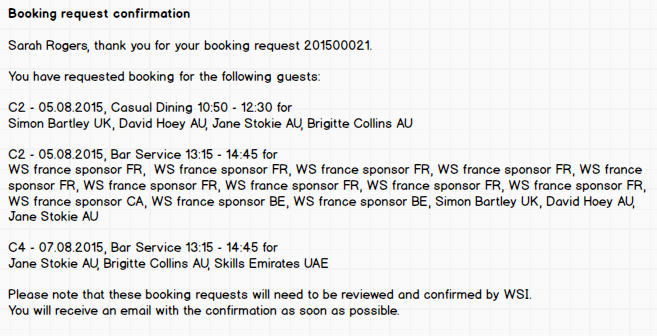 Booking request confirmation
Sarah Rogers, thank you for your booking request 201500021.
You have requested booking for the following guests:
C2 - 05.08.2015, Casual Dining 10:50 - 12:30 for
Simon Bartley UK, David Hoey AU, Jane Stokie AU, Brigitte Collins AU
C2 - 05.08.2015, Bar Service 13:15 - 14:45 for
WS france sponsor FR,  WS france sponsor FR, WS france sponsor FR, WS france sponsor FR, WS france
sponsor FR, WS france sponsor FR, WS france sponsor FR, WS france sponsor FR, WS france sponsor FR,
WS france sponsor CA, WS france sponsor BE, WS france sponsor BE, Simon Bartley UK, David Hoey AU,
Jane Stokie AU
C4 - 07.08.2015, Bar Service 13:15 - 14:45 for
Jane Stokie AU, Brigitte Collins AU, Skills Emirates UAE
Please note that these booking requests will need to be reviewed and confirmed by WSI.
You will receive an email with the confirmation as soon as possible.